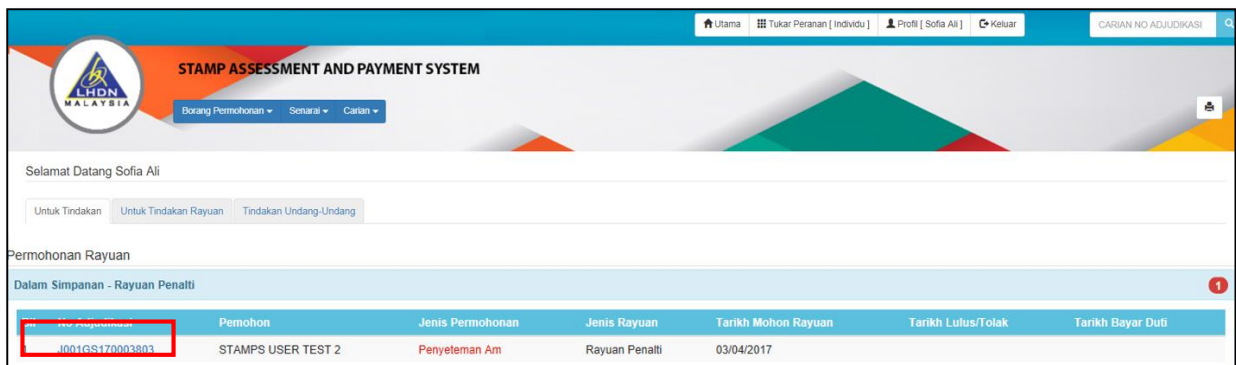 Utama Tukar Peranan [ Individu ] Profil [ Sofia Ali ] Keluar CARIAN NO ADJUDIKASI
LHDN
MALAYSIA
STAMP ASSESSMENT AND PAYMENT SYSTEM
Borang Permohonan Senarai Carian
Selamat Datang Sofia Ali
Untuk Tindakan Untuk Tindakan Rayuan Tindakan Undang-Undang
Permohonan Rayuan
Dalam Simpanan - Rayuan Penalti 1
Bil No Adjudikasi Pemohon Jenis Permohonan Jenis Rayuan Tarikh Mohon Rayuan Tarikh Lulus/Tolak Tarikh Bayar Duti
J001GS170003803 STAMPS USER TEST 2 Penyeteman Am Rayuan Penalti 03/04/2017